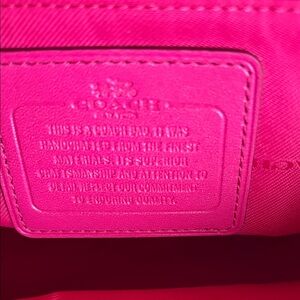 COACH
THIS IS A COACH BAG. IT WAS
HANDCRAFTED FROM THE FINEST
MATERIALS. ITS SUPERIOR
CRAFTSMANSHIP AND ATTENTION TO
DETAIL REFLECT OUR COMMITMENT
TO ENDURING QUALITY.